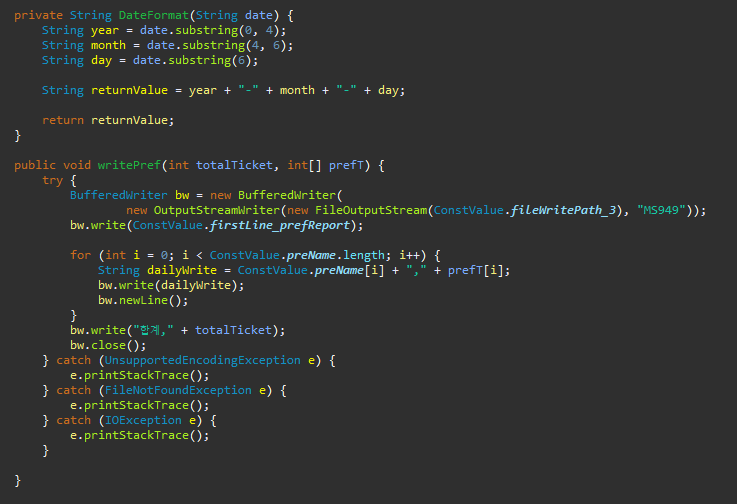 private String DateFormat(String date) {
String year = date.substring(0, 4);
String month = date.substring(4, 6);
String day = date.substring(6);
String returnValue = year + "-" + month + "-" + day;
return returnValue;
}
public void writePref(int totalTicket, int[] prefT) {
try {
BufferedWriter bw = new BufferedWriter(
new OutputStreamWriter(new FileOutputStream(ConstValue.fileWritePath_3), "MS949"));
bw.write(ConstValue.firstLine_prefReport);
for (int i = 0; i < ConstValue.preName.length; i++) {
String dailyWrite = ConstValue.preName[i] + "," + prefT[i];
bw.write(dailyWrite);
bw.newLine();
}
bw.write("합계," + totalTicket);
bw.close();
} catch (UnsupportedEncodingException e) {
e.printStackTrace();
} catch (FileNotFoundException e) {
e.printStackTrace();
} catch (IOException e) {
e.printStackTrace();
}
}